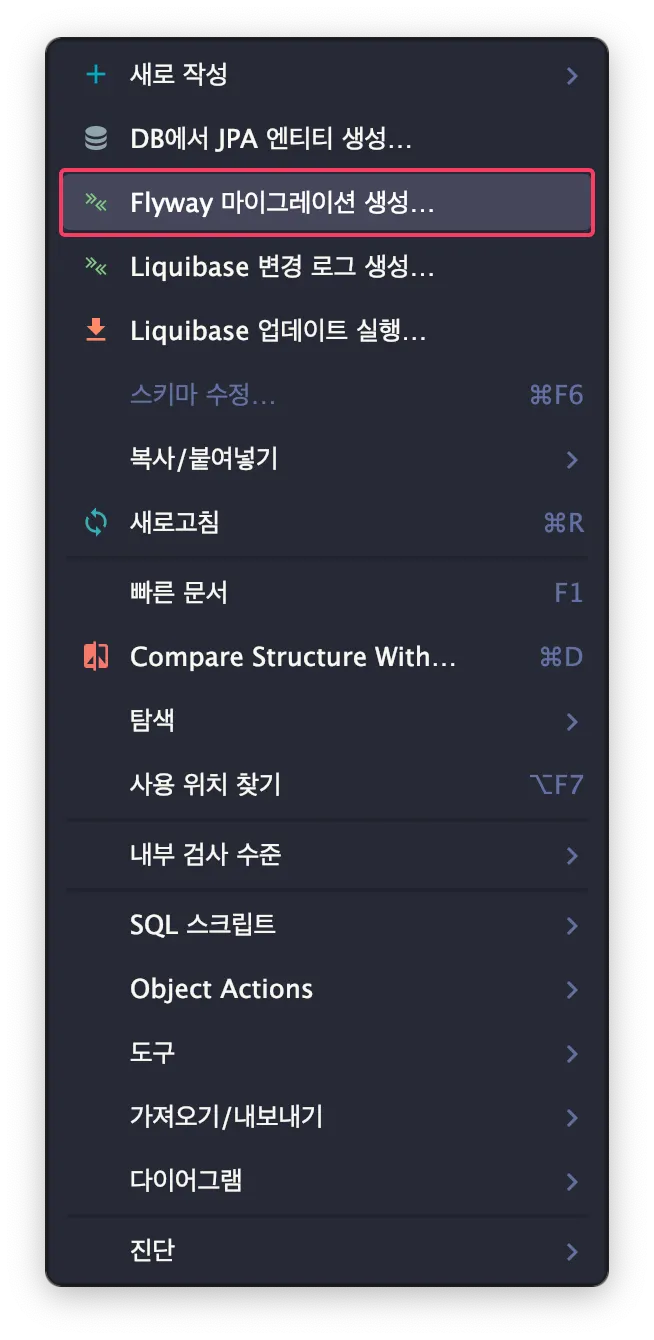 새로 작성
DB에서 JPA 엔티티 생성...
Flyway 마이그레이션 생성...
Liquibase 변경 로그 생성...
Liquibase 업데이트 실행...
스키마 수정... ⌘F6
복사/붙여넣기
새로고침 ⌘R
빠른 문서 F1
Compare Structure With... ⌘D
탐색
사용 위치 찾기 ⌥F7
내부 검사 수준
SQL 스크립트
Object Actions
도구
가져오기/내보내기
다이어그램
진단